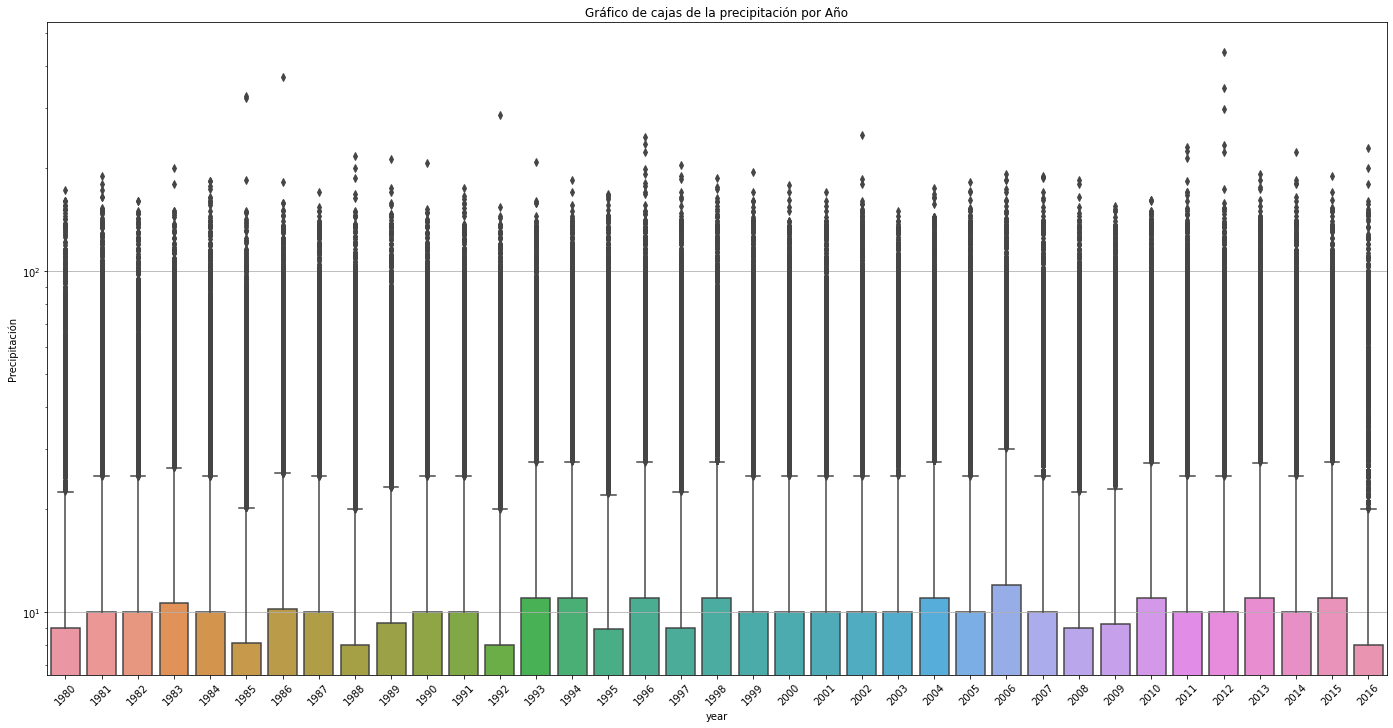 Gráfico de cajas de la precipitación por Año
Precipitación
10²
10¹
1980 1981 1982 1983 1984 1985 1986 1987 1988 1989 1990 1991 1992 1993 1994 1995 1996 1997 1998 1999 2000 2001 2002 2003 2004 2005 2006 2007 2008 2009 2010 2011 2012 2013 2014 2015 2016
year